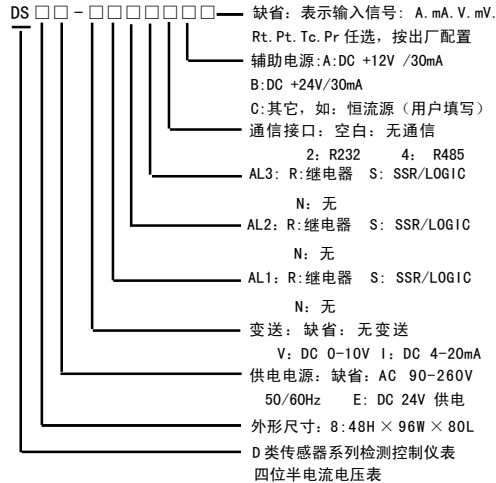 DS□□-□□□□□□□ 缺省：表示输入信号: A.mA.V.mV.
Rt.Pt.Tc.Pr 任选，按出厂配置
辅助电源:A:DC +12V /30mA
B:DC +24V/30mA
C:其它，如：恒流源（用户填写）
通信接口：空白：无通信
2：R232 4： R485
AL3：R:继电器 S：SSR/LOGIC
N：无
AL2：R:继电器 S：SSR/LOGIC
N：无
AL1：R:继电器 S：SSR/LOGIC
N：无
变送：缺省：无变送
V：DC 0-10V I：DC 4-20mA
供电电源：缺省：AC 90-260V
50/60Hz E: DC 24V 供电
外形尺寸：8:48H×96W×80L
D类传感器系列检测控制仪表
四位半电流电压表